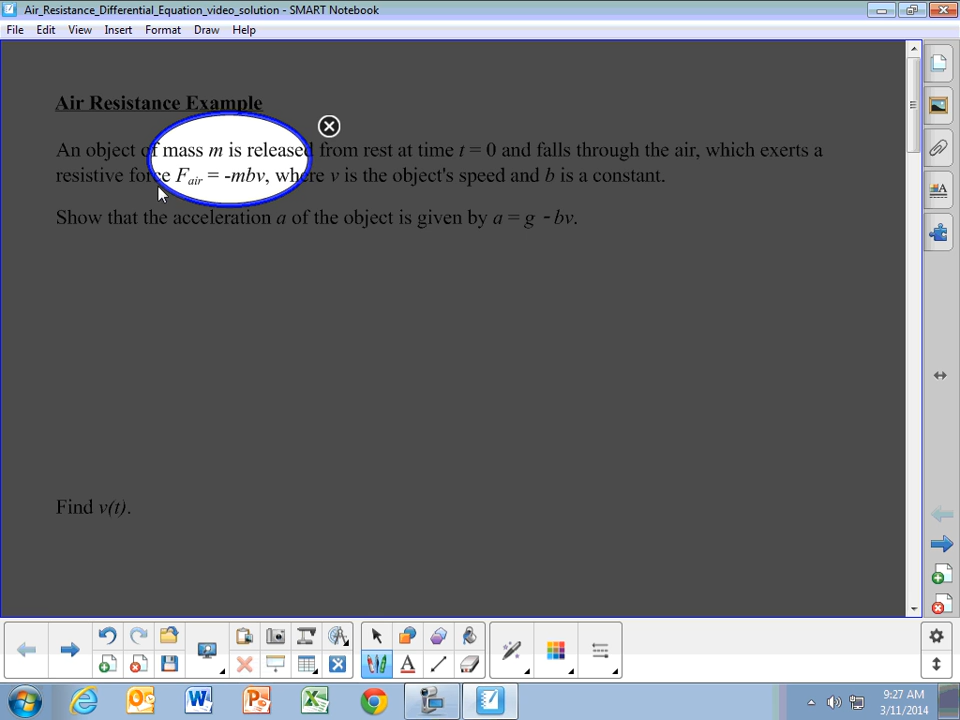 Air_Resistance_Differential_Equation_video_solution - SMART Notebook
File Edit View Insert Format Draw Help
Air Resistance Example
An object of mass m is released from rest at time t = 0 and falls through the air, which exerts a
resistive force Fair = -mbv, where v is the object's speed and b is a constant.
Show that the acceleration a of the object is given by a = g - bv.
Find v(t).
9:27 AM
3/11/2014